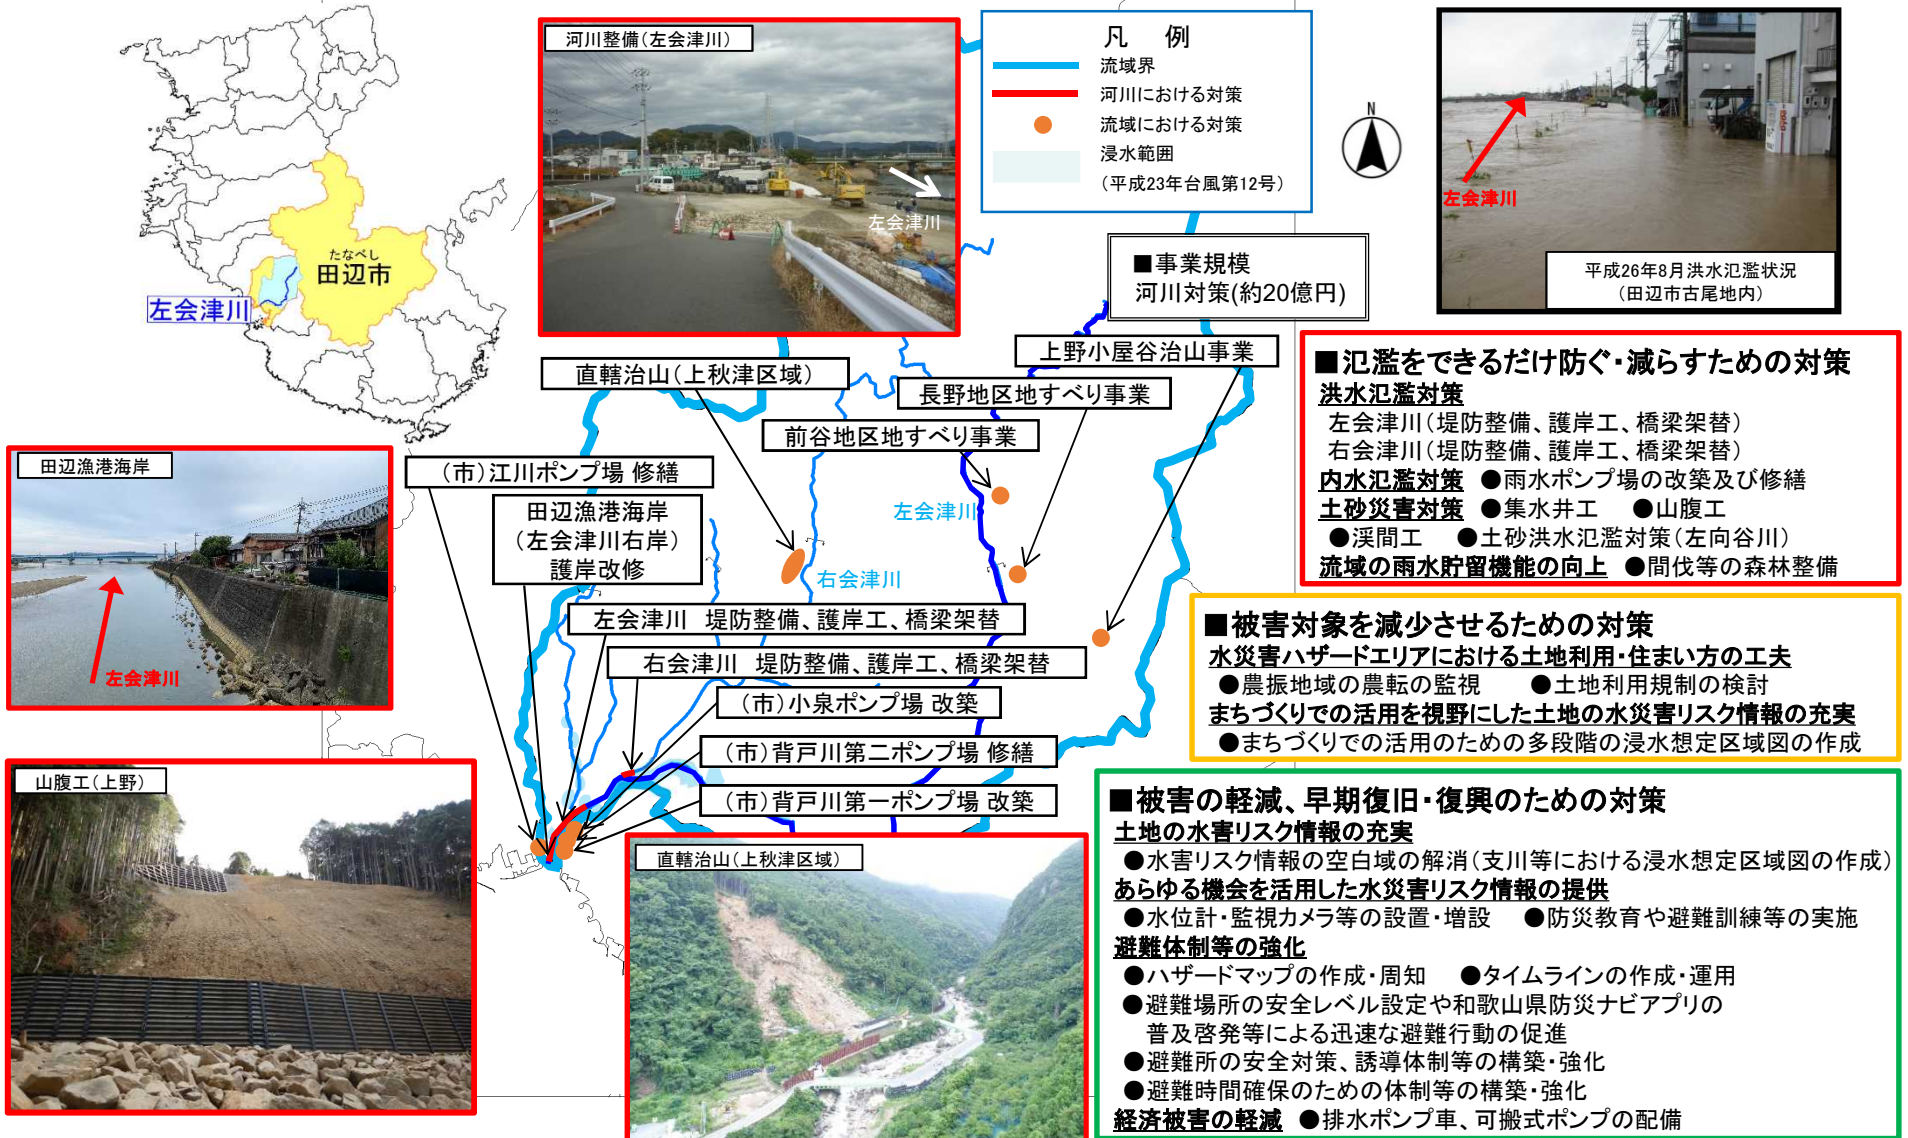 たなべし
田辺市
左会津川
河川整備(左会津川)
左会津川
凡 例
流域界
河川における対策
流域における対策
浸水範囲
(平成23年台風第12号)
N
左会津川
平成26年8月洪水氾濫状況
(田辺市古尾地内)
■事業規模
河川対策(約20億円)
上野小屋谷治山事業
直轄治山(上秋津区域)
長野地区地すべり事業
前谷地区地すべり事業
(市)江川ポンプ場 修繕
田辺漁港海岸
(左会津川右岸)
護岸改修
左会津川
右会津川
左会津川 堤防整備、護岸工、橋梁架替
右会津川 堤防整備、護岸工、橋梁架替
(市)小泉ポンプ場 改築
(市)背戸川第二ポンプ場 修繕
(市)背戸川第一ポンプ場 改築
田辺漁港海岸
左会津川
山腹工(上野)
直轄治山(上秋津区域)
■氾濫をできるだけ防ぐ・減らすための対策
洪水氾濫対策
左会津川(堤防整備、護岸工、橋梁架替)
右会津川(堤防整備、護岸工、橋梁架替)
内水氾濫対策 ●雨水ポンプ場の改築及び修繕
土砂災害対策 ●集水井工 ●山腹工
●渓間工 ●土砂洪水氾濫対策(左向谷川)
流域の雨水貯留機能の向上 ●間伐等の森林整備
■被害対象を減少させるための対策
水災害ハザードエリアにおける土地利用・住まい方の工夫
●農振地域の農転の監視 ●土地利用規制の検討
まちづくりでの活用を視野にした土地の水災害リスク情報の充実
●まちづくりでの活用のための多段階の浸水想定区域図の作成
■被害の軽減、早期復旧・復興のための対策
土地の水害リスク情報の充実
●水害リスク情報の空白域の解消(支川等における浸水想定区域図の作成)
あらゆる機会を活用した水災害リスク情報の提供
●水位計・監視カメラ等の設置・増設 ●防災教育や避難訓練等の実施
避難体制等の強化
●ハザードマップの作成・周知 ●タイムラインの作成・運用
●避難場所の安全レベル設定や和歌山県防災ナビアプリの
普及啓発等による迅速な避難行動の促進
●避難所の安全対策、誘導体制等の構築・強化
●避難時間確保のための体制等の構築・強化
経済被害の軽減 ●排水ポンプ車、可搬式ポンプの配備